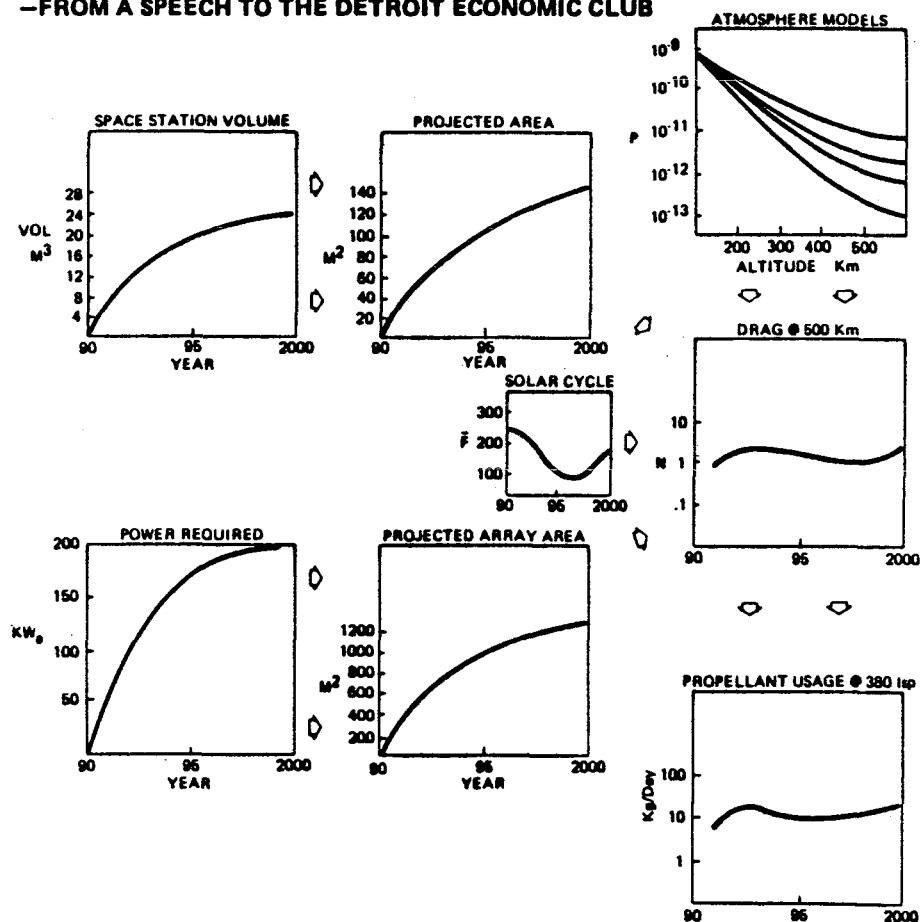 —FROM A SPEECH TO THE DETROIT ECONOMIC CLUB
ATMOSPHERE MODELS
10-9
10-10
ρ 10-11
10-12
10-13
200 300 400 500
ALTITUDE Km
SPACE STATION VOLUME
28
24
20
16
12
8
4
VOL
M3
90 95 2000
YEAR
PROJECTED AREA
140
120
100
80
60
40
20
M2
90 95 2000
YEAR
SOLAR CYCLE
300
F̄ 200
100
90 95 2000
DRAG @ 500 Km
10
N 1
.1
90 95 2000
POWER REQUIRED
200
150
KWe
100
50
90 95 2000
YEAR
PROJECTED ARRAY AREA
1200
1000
800
M2 600
400
200
90 95 2000
YEAR
PROPELLANT USAGE @ 380 Isp
Kg/Day
100
10
1
90 95 2000